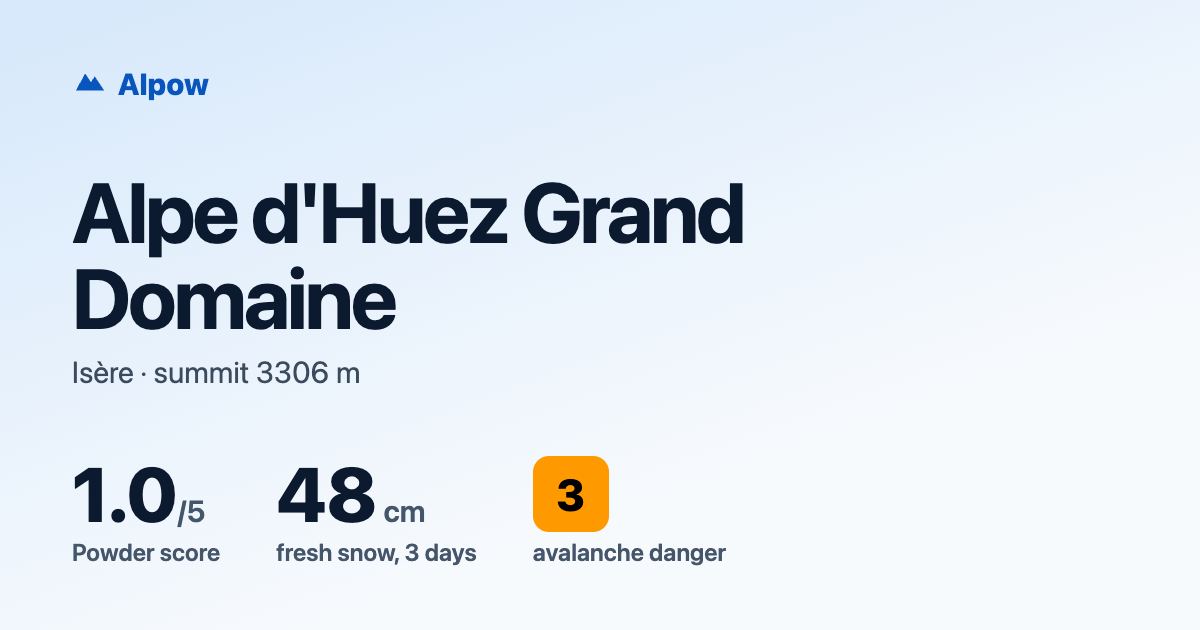 Alpow
Alpe d'Huez Grand
Domaine
Isère · summit 3306 m
1.0/5
48 cm
3
Powder score
fresh snow, 3 days
avalanche danger